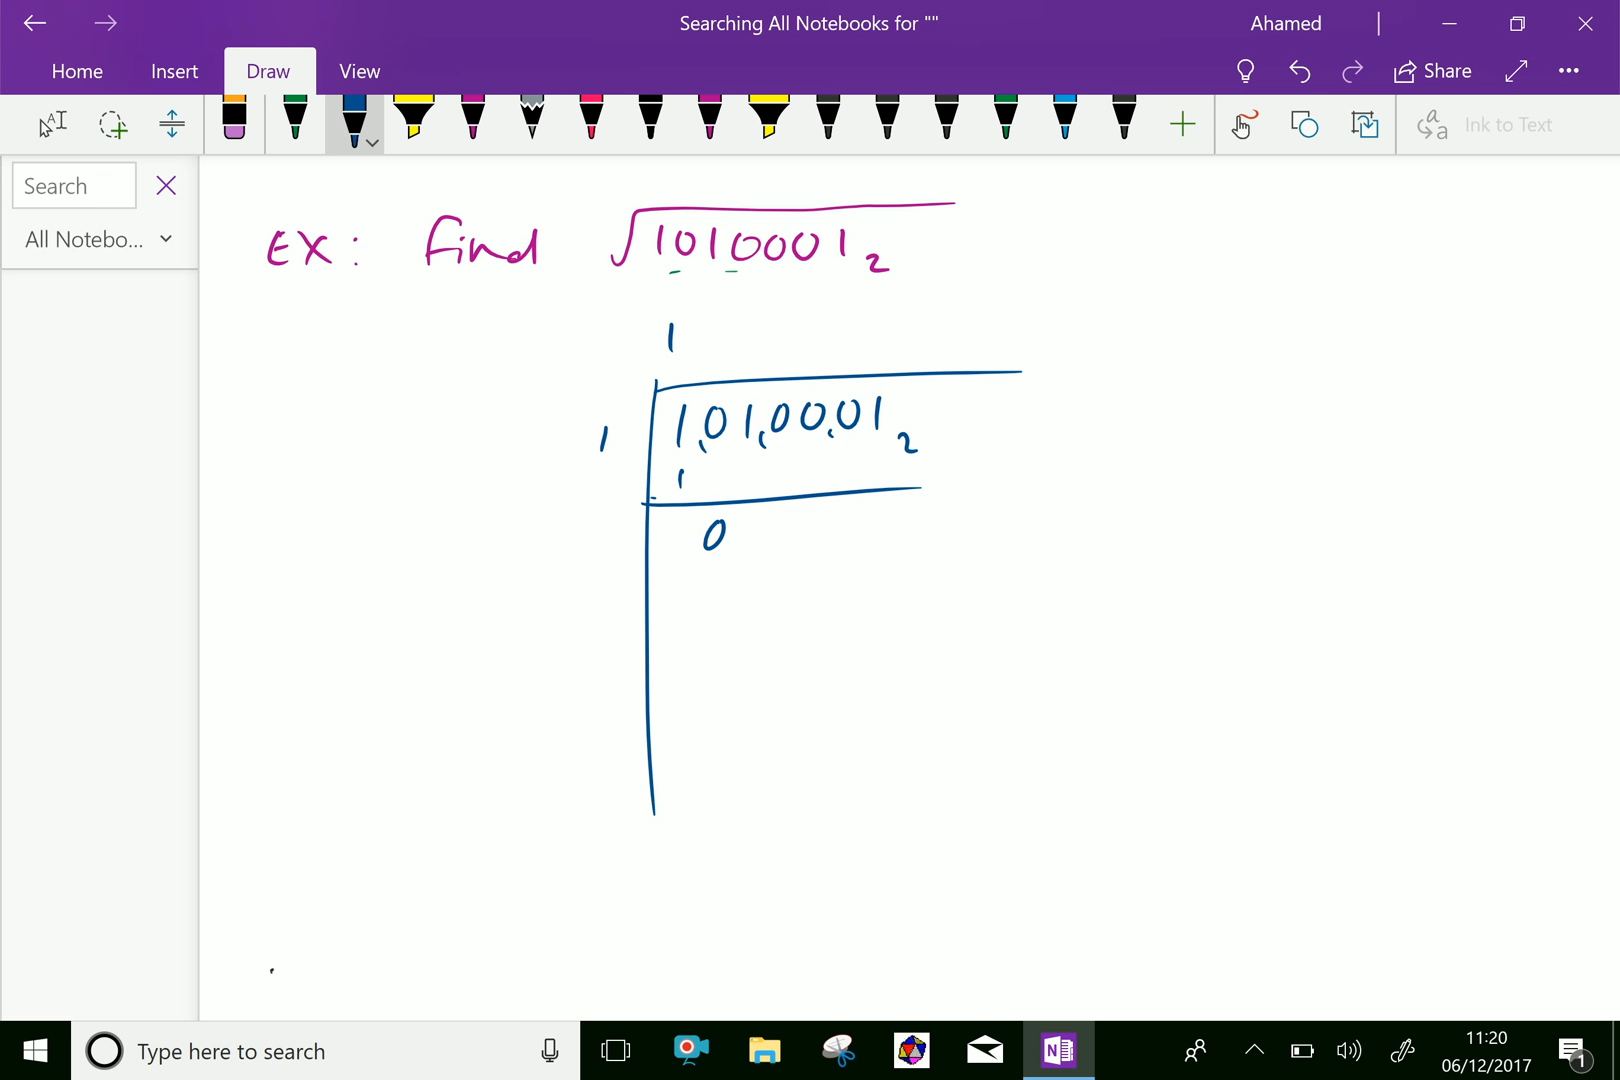 Searching All Notebooks for ""
Ahamed
Home Insert Draw View
Share
Ink to Text
Search
All Notebo...
EX: Find √1010001₂
1
1 1,01,00,01₂
1
0
Type here to search
11:20
06/12/2017
1